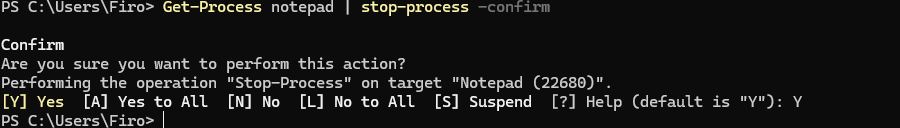 PS C:\Users\Firo> Get-Process notepad | stop-process -confirm
Confirm
Are you sure you want to perform this action?
Performing the operation "Stop-Process" on target "Notepad (22680)".
[Y] Yes  [A] Yes to All  [N] No  [L] No to All  [S] Suspend  [?] Help (default is "Y"): Y
PS C:\Users\Firo>